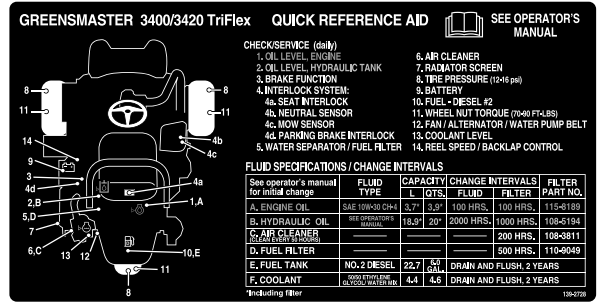 GREENSMASTER 3400/3420 TriFlex QUICK REFERENCE AID SEE OPERATOR'S MANUAL
CHECK/SERVICE (daily)
1. OIL LEVEL, ENGINE
2. OIL LEVEL, HYDRAULIC TANK
3. BRAKE FUNCTION
4. INTERLOCK SYSTEM:
4a. SEAT INTERLOCK
4b. NEUTRAL SENSOR
4c. MOW SENSOR
4d. PARKING BRAKE INTERLOCK
5. WATER SEPARATOR / FUEL FILTER
6. AIR CLEANER
7. RADIATOR SCREEN
8. TIRE PRESSURE (12-16 psi)
9. BATTERY
10. FUEL - DIESEL #2
11. WHEEL NUT TORQUE (70-90 FT-LBS)
12. FAN / ALTERNATOR / WATER PUMP BELT
13. COOLANT LEVEL
14. REEL SPEED / BACKLAP CONTROL
8
8
11
11
14
4b
4c
9
3
4d
4a
2,B
1,A
5,D
7
6,C
13
12
10,E
11
8
FLUID SPECIFICATIONS / CHANGE INTERVALS
See operator's manual for initial change FLUID TYPE CAPACITY L QTS. CHANGE INTERVALS FLUID FILTER FILTER PART NO.
A. ENGINE OIL SAE 10W-30 CH-4 3.7* 3.9* 100 HRS. 100 HRS. 115-8189
B. HYDRAULIC OIL SEE OPERATOR'S MANUAL 18.9* 20* 2000 HRS. 1000 HRS. 108-5194
C. AIR CLEANER (CLEAN EVERY 50 HOURS) 200 HRS. 108-3811
D. FUEL FILTER 500 HRS. 110-9049
E. FUEL TANK NO. 2 DIESEL 22.7 6.0 GAL. DRAIN AND FLUSH, 2 YEARS
F. COOLANT 50/50 ETHYLENE GLYCOL/ WATER MIX 4.4 4.6 DRAIN AND FLUSH, 2 YEARS
*Including filter 139-2728